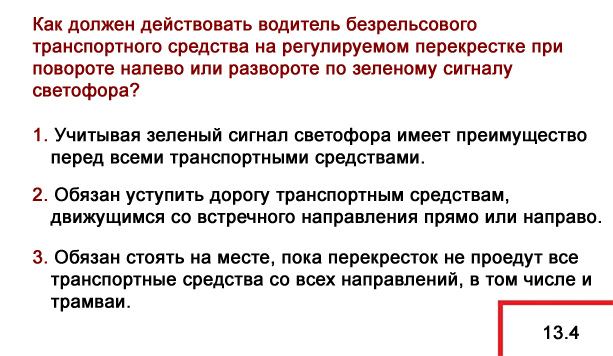 Как должен действовать водитель безрельсового
транспортного средства на регулируемом перекрестке при
повороте налево или развороте по зеленому сигналу
светофора?
1. Учитывая зеленый сигнал светофора имеет преимущество
перед всеми транспортными средствами.
2. Обязан уступить дорогу транспортным средствам,
движущимся со встречного направления прямо или направо.
3. Обязан стоять на месте, пока перекресток не проедут все
транспортные средства со всех направлений, в том числе и
трамваи.
13.4